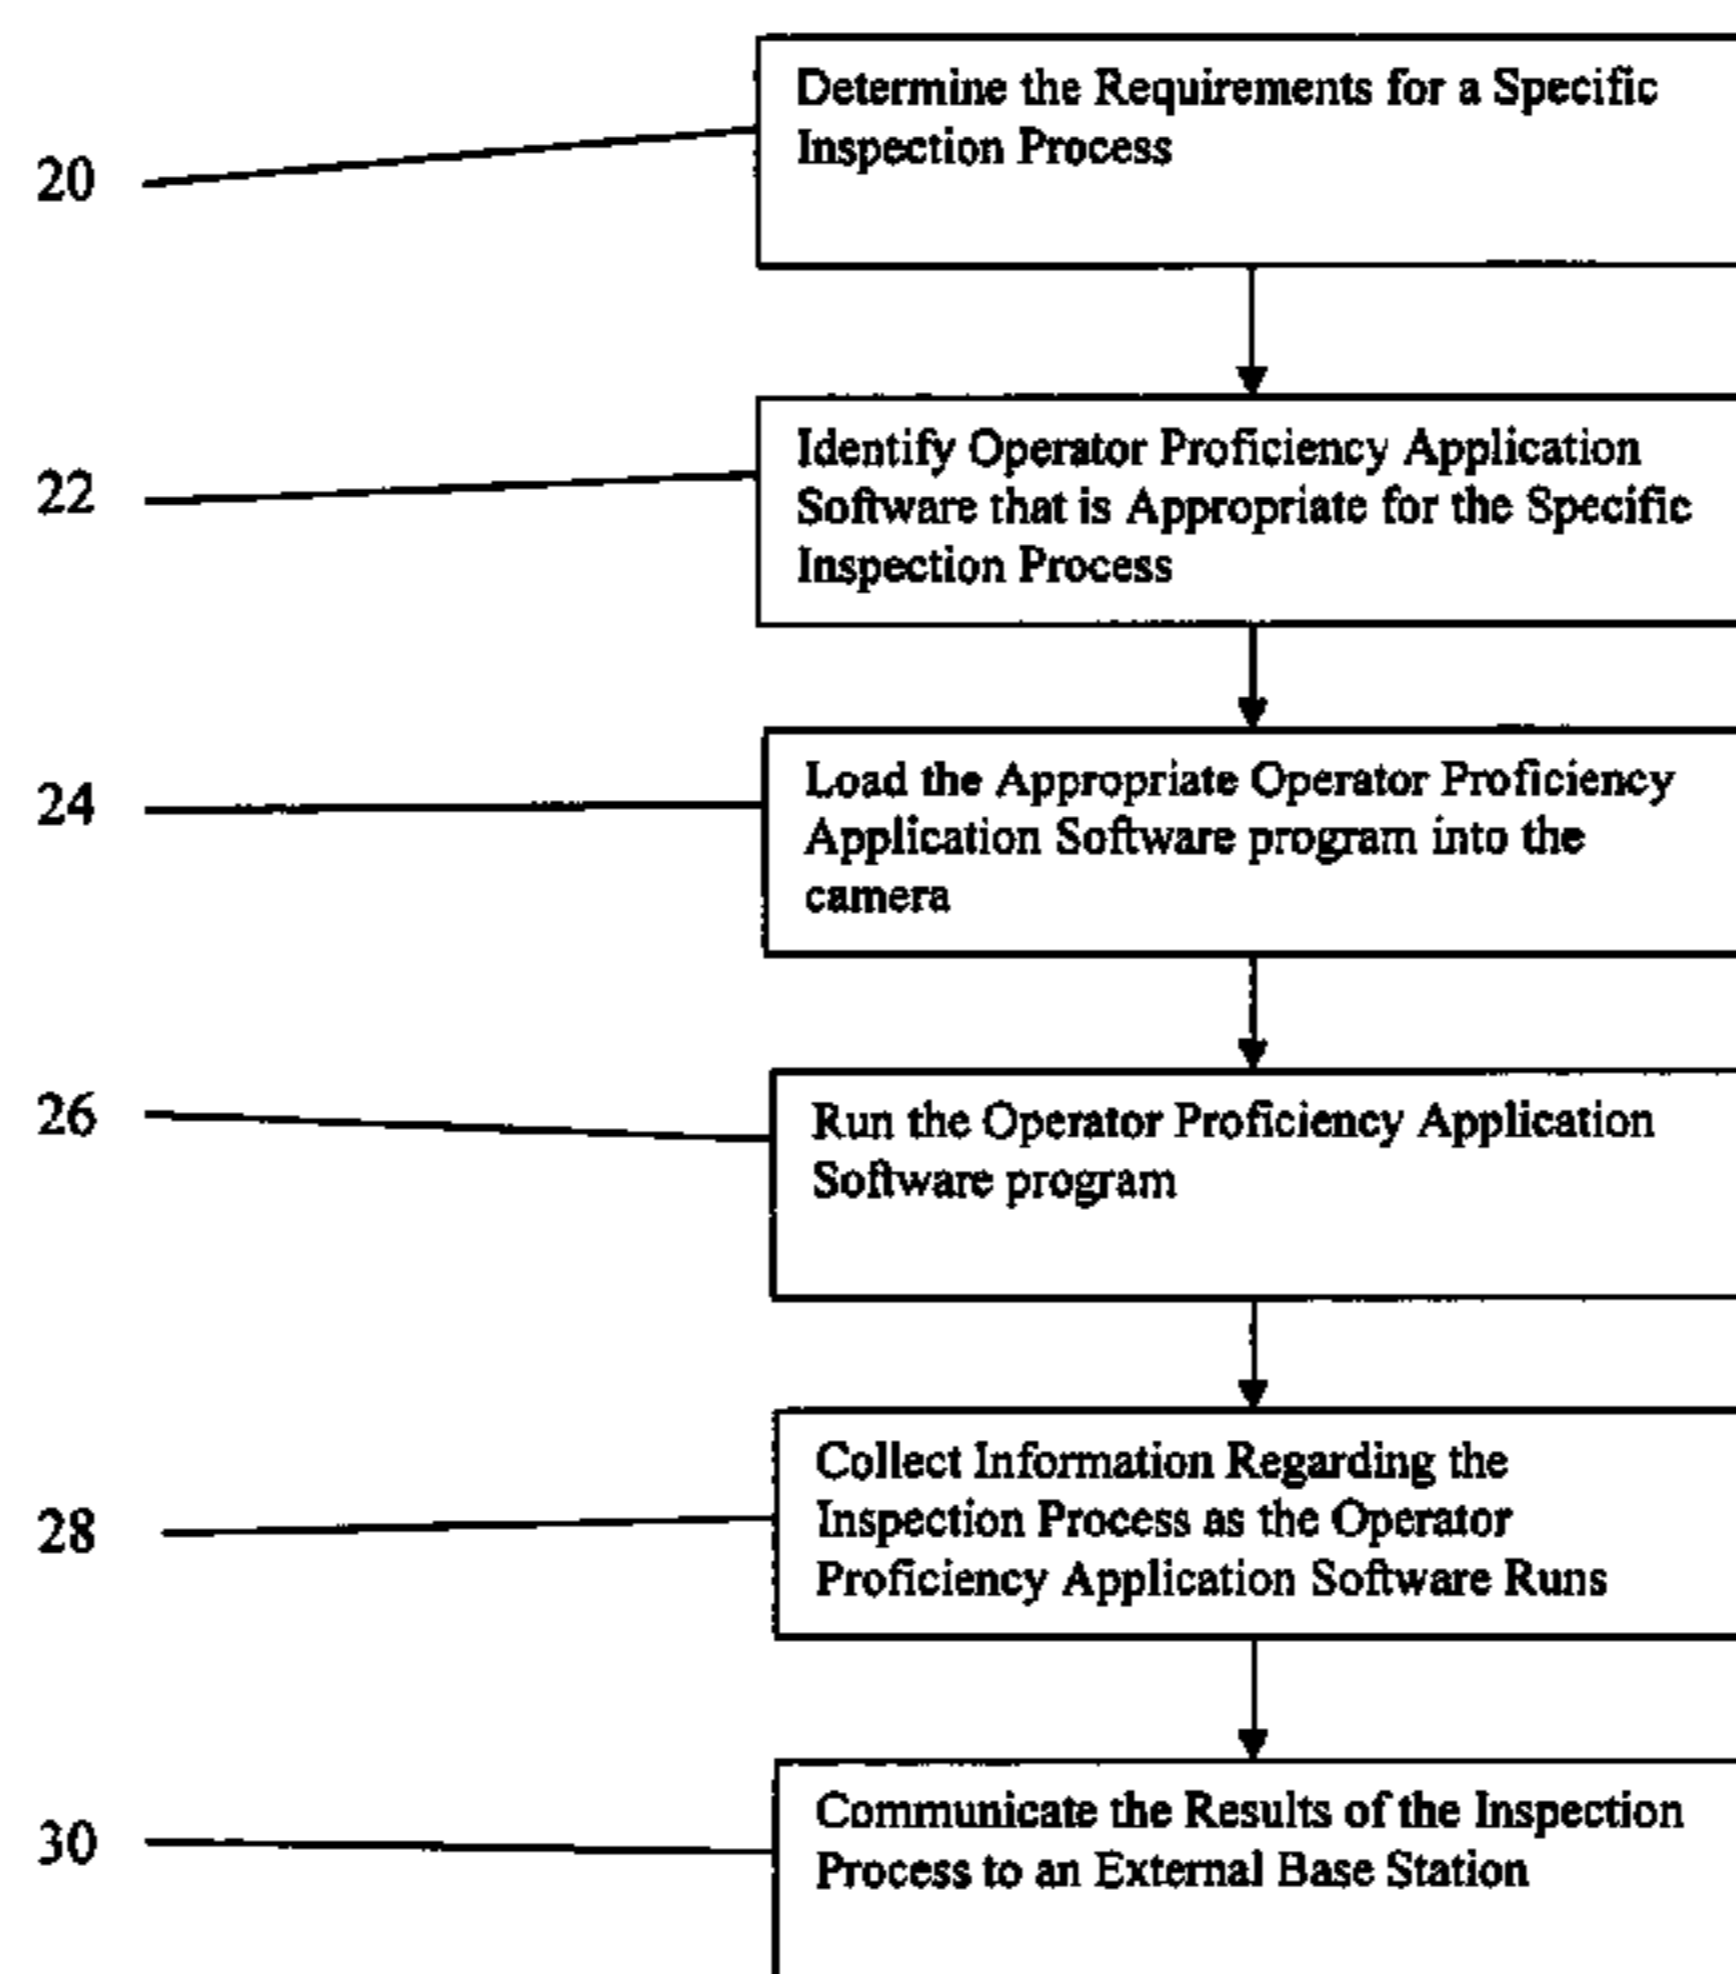 20
Determine the Requirements for a Specific
Inspection Process
22
Identify Operator Proficiency Application
Software that is Appropriate for the Specific
Inspection Process
24
Load the Appropriate Operator Proficiency
Application Software program into the
camera
26
Run the Operator Proficiency Application
Software program
28
Collect Information Regarding the
Inspection Process as the Operator
Proficiency Application Software Runs
30
Communicate the Results of the Inspection
Process to an External Base Station